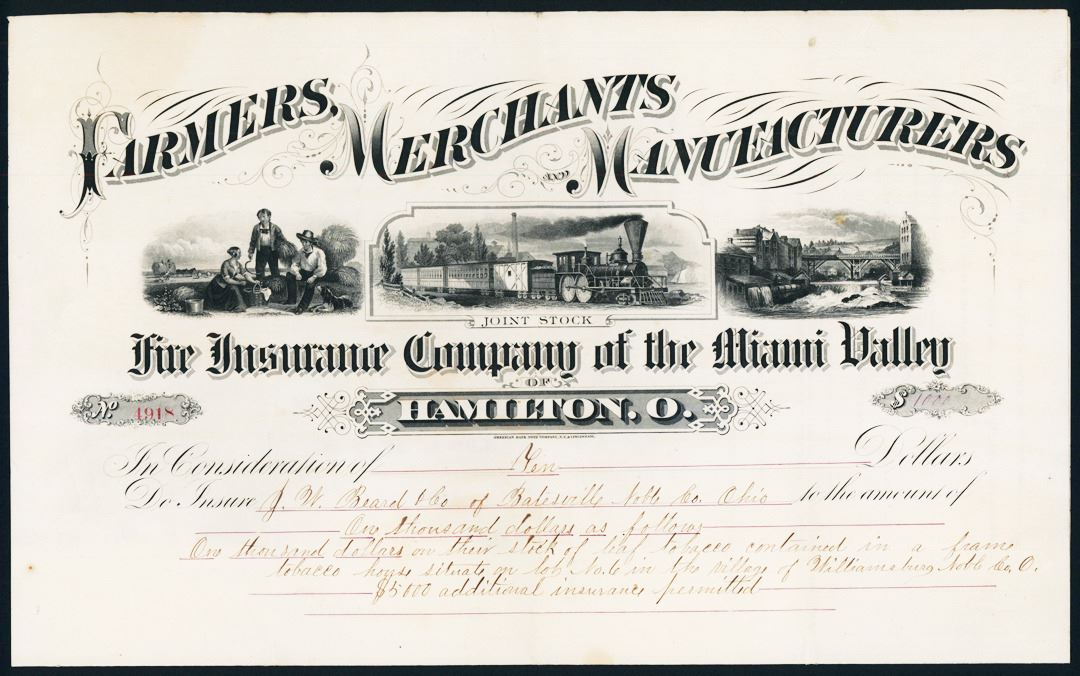 FARMERS, MERCHANTS AND MANUFACTURERS
JOINT STOCK
Fire Insurance Company of the Miami Valley
OF
HAMILTON, O.
No 4918
$ 1000
AMERICAN BANK NOTE COMPANY, N.Y. & CINCINNATI.
In Consideration of Ten Dollars
Do Insure J. W. Beard & Co of Batesville Noble Co. Ohio to the amount of
One thousand dollars as follows
One thousand dollars on their stock of leaf tobacco contained in a frame
tobacco house situate on lot No. 6 in the village of Williamsburg Noble Co. O.
$5000 additional insurance permitted